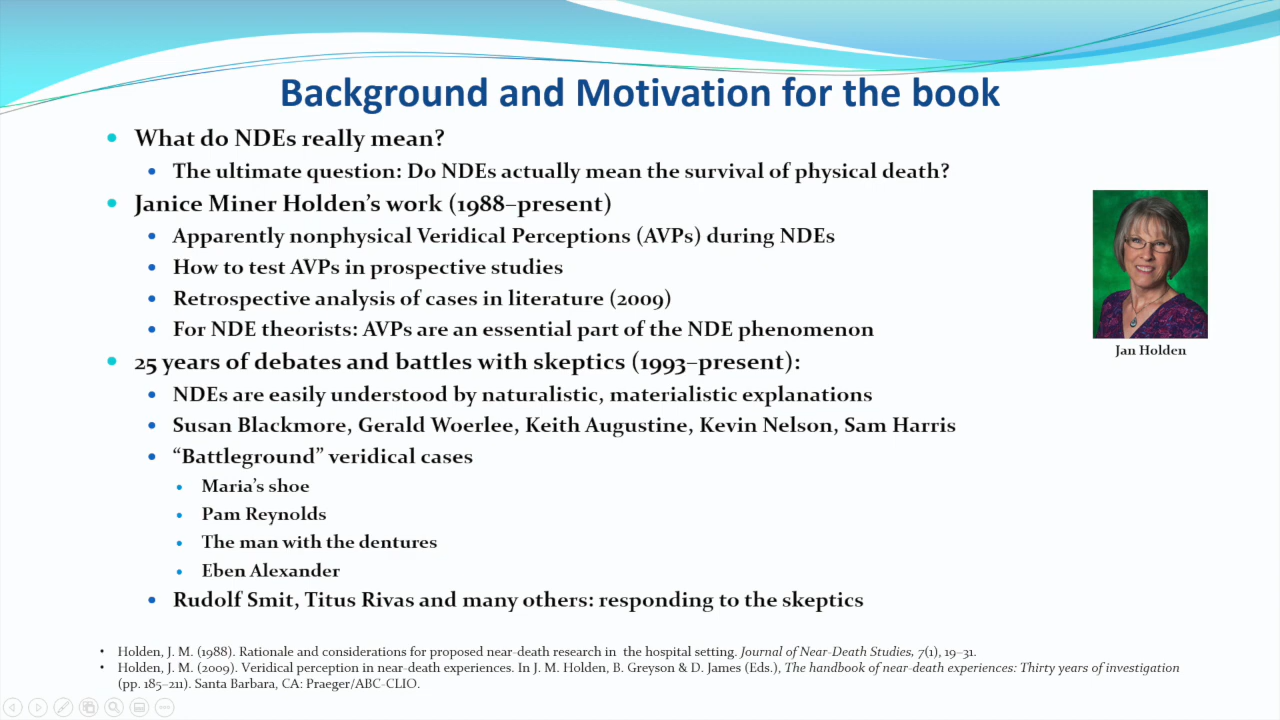 Background and Motivation for the book
• What do NDEs really mean?
• The ultimate question: Do NDEs actually mean the survival of physical death?
• Janice Miner Holden’s work (1988–present)
• Apparently nonphysical Veridical Perceptions (AVPs) during NDEs
• How to test AVPs in prospective studies
• Retrospective analysis of cases in literature (2009)
• For NDE theorists: AVPs are an essential part of the NDE phenomenon
Jan Holden
• 25 years of debates and battles with skeptics (1993–present):
• NDEs are easily understood by naturalistic, materialistic explanations
• Susan Blackmore, Gerald Woerlee, Keith Augustine, Kevin Nelson, Sam Harris
• “Battleground” veridical cases
• Maria’s shoe
• Pam Reynolds
• The man with the dentures
• Eben Alexander
• Rudolf Smit, Titus Rivas and many others: responding to the skeptics
• Holden, J. M. (1988). Rationale and considerations for proposed near-death research in the hospital setting. Journal of Near-Death Studies, 7(1), 19–31.
• Holden, J. M. (2009). Veridical perception in near-death experiences. In J. M. Holden, B. Greyson & D. James (Eds.), The handbook of near-death experiences: Thirty years of investigation
(pp. 185–211). Santa Barbara, CA: Praeger/ABC-CLIO.